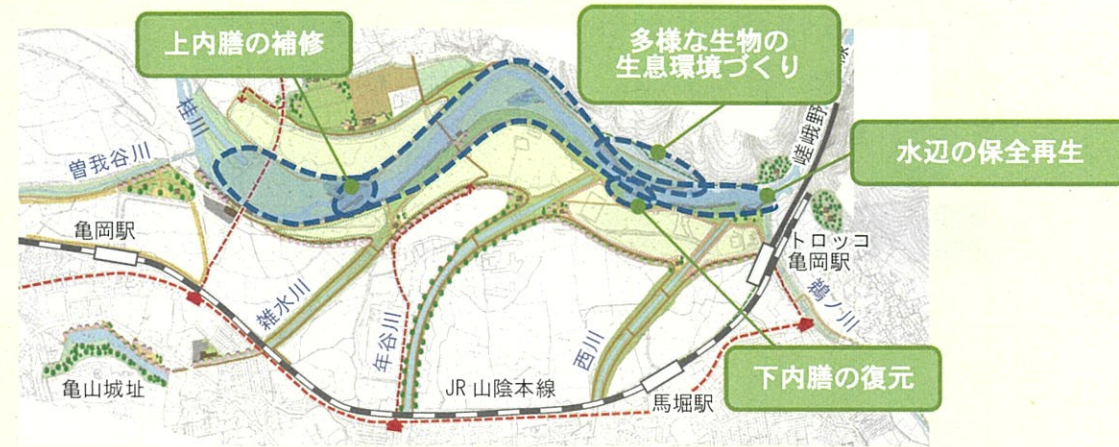 上内膳の補修
多様な生物の
生息環境づくり
水辺の保全再生
桂川
曽我谷川
嵯峨野
亀岡駅
トロッコ
亀岡駅
鵜ノ川
雑水川
年谷川
西川
亀山城址
JR山陰本線
馬堀駅
下内膳の復元